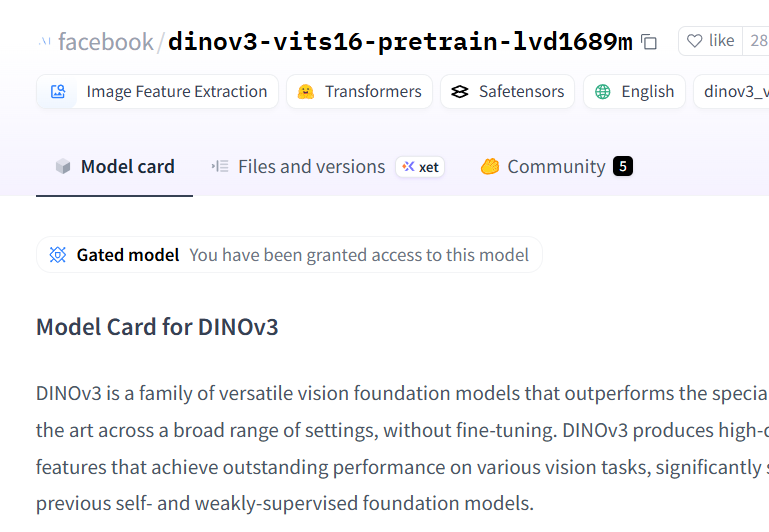 facebook/dinov3-vits16-pretrain-lvd1689m like 28
Image Feature Extraction Transformers Safetensors English dinov3_v
Model card Files and versions xet Community 5
Gated model You have been granted access to this model
Model Card for DINOv3
DINOv3 is a family of versatile vision foundation models that outperforms the specia
the art across a broad range of settings, without fine-tuning. DINOv3 produces high-
features that achieve outstanding performance on various vision tasks, significantly
previous self- and weakly-supervised foundation models.